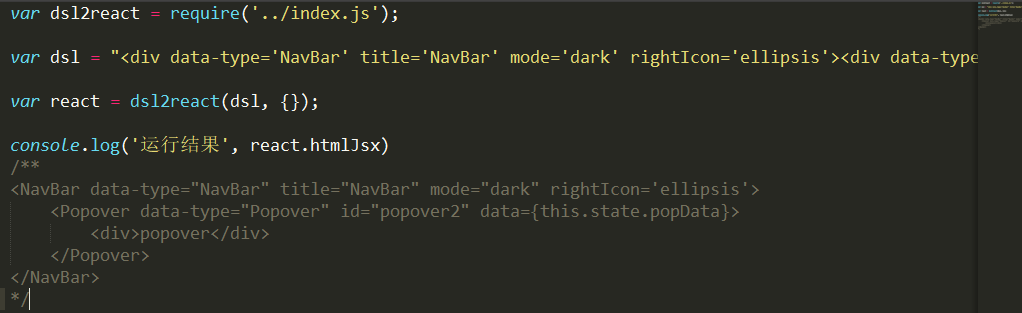 var dsl2react = require('../index.js');
var dsl = "<div data-type='NavBar' title='NavBar' mode='dark' rightIcon='ellipsis'><div data-type
var react = dsl2react(dsl, {});
console.log('运行结果', react.htmlJsx)
/**
<NavBar data-type="NavBar" title="NavBar" mode="dark" rightIcon='ellipsis'>
<Popover data-type="Popover" id="popover2" data={this.state.popData}>
<div>popover</div>
</Popover>
</NavBar>
*/